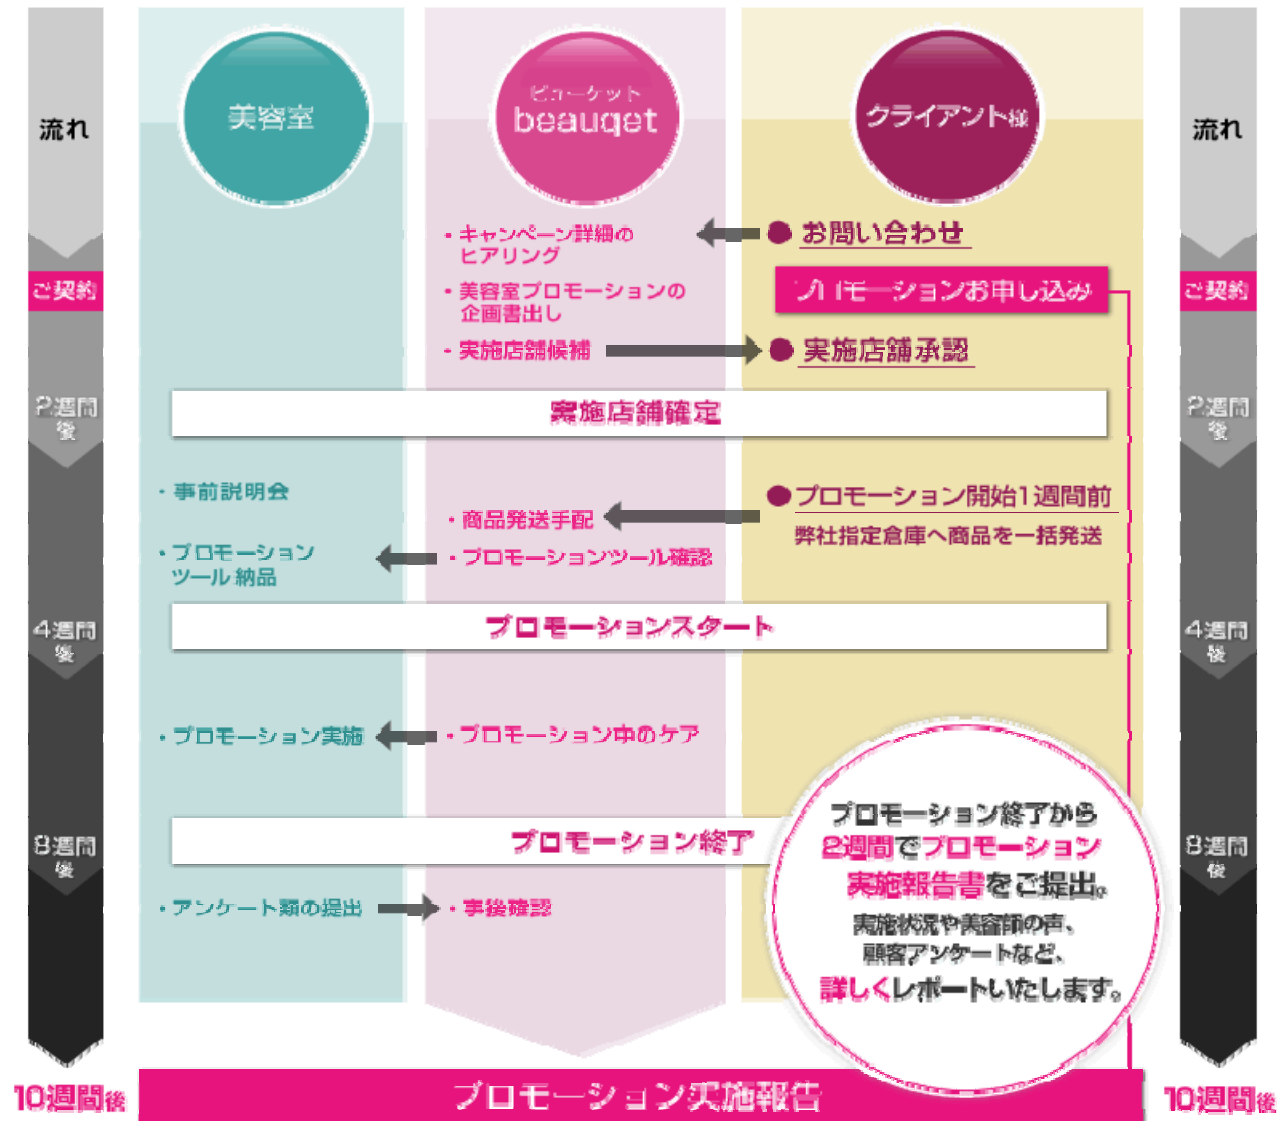 流れ
美容室
ビューケット
beauqet
クライアント様
流れ
・キャンペーン詳細の
ヒアリング
● お問い合わせ
ご契約
・美容室プロモーションの
企画書出し
プロモーションお申し込み
ご契約
・実施店舗候補
● 実施店舗承認
2週間
後
実施店舗確定
2週間
後
・事前説明会
● プロモーション開始1週間前
・商品発送手配
弊社指定倉庫へ商品を一括発送
・プロモーション
ツール納品
・プロモーションツール確認
4週間
後
プロモーションスタート
4週間
後
・プロモーション実施
・プロモーション中のケア
8週間
後
プロモーション終了
プロモーション終了から
2週間でプロモーション
実施報告書をご提出。
実施状況や美容師の声、
顧客アンケートなど、
詳しくレポートいたします。
8週間
後
・アンケート類の提出
・事後確認
10週間後
プロモーション実施報告
10週間後